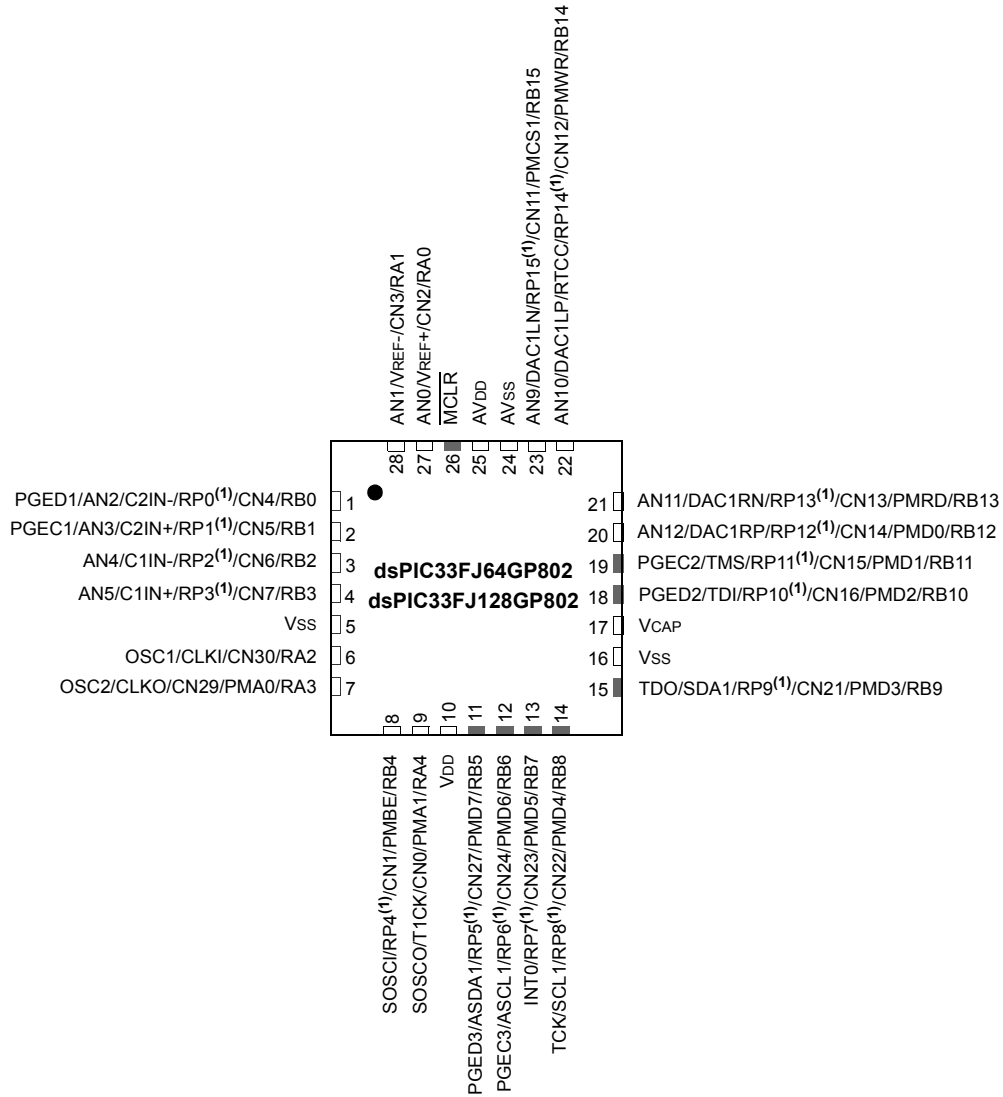 AN1/VREF-/CN3/RA1
AN0/VREF+/CN2/RA0
MCLR
AVDD
AVSS
AN9/DAC1LN/RP15(1)/CN11/PMCS1/RB15
AN10/DAC1LP/RTCC/RP14(1)/CN12/PMWR/RB14
28 27 26 25 24 23 22
PGED1/AN2/C2IN-/RP0(1)/CN4/RB0 1
PGEC1/AN3/C2IN+/RP1(1)/CN5/RB1 2
AN4/C1IN-/RP2(1)/CN6/RB2 3
AN5/C1IN+/RP3(1)/CN7/RB3 4
VSS 5
OSC1/CLKI/CN30/RA2 6
OSC2/CLKO/CN29/PMA0/RA3 7
dsPIC33FJ64GP802
dsPIC33FJ128GP802
21 AN11/DAC1RN/RP13(1)/CN13/PMRD/RB13
20 AN12/DAC1RP/RP12(1)/CN14/PMD0/RB12
19 PGEC2/TMS/RP11(1)/CN15/PMD1/RB11
18 PGED2/TDI/RP10(1)/CN16/PMD2/RB10
17 VCAP
16 VSS
15 TDO/SDA1/RP9(1)/CN21/PMD3/RB9
8 9 10 11 12 13 14
SOSCI/RP4(1)/CN1/PMBE/RB4
SOSCO/T1CK/CN0/PMA1/RA4
VDD
PGED3/ASDA1/RP5(1)/CN27/PMD7/RB5
PGEC3/ASCL1/RP6(1)/CN24/PMD6/RB6
INT0/RP7(1)/CN23/PMD5/RB7
TCK/SCL1/RP8(1)/CN22/PMD4/RB8